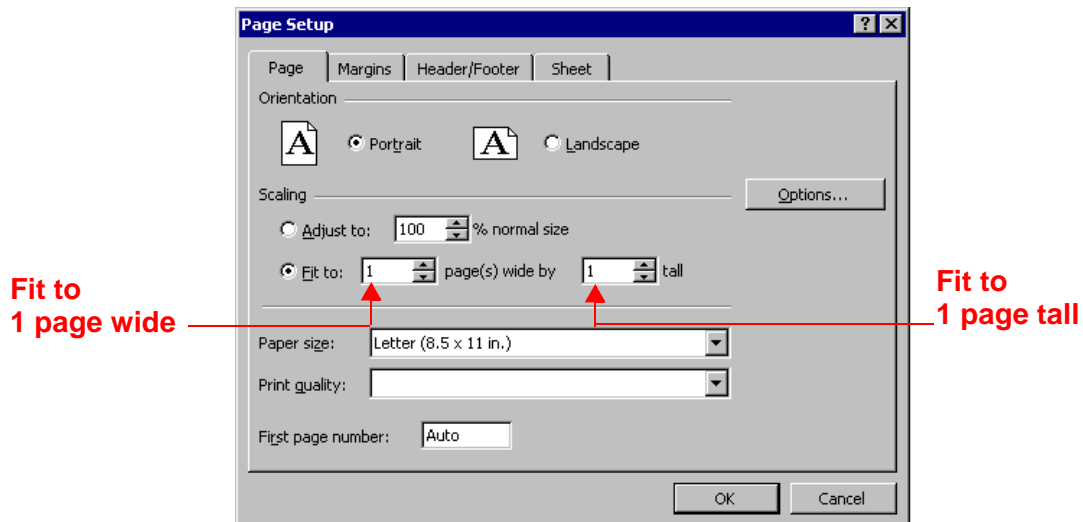 Page Setup
Page Margins Header/Footer Sheet
Orientation
A Portrait A Landscape
Scaling
Options...
Adjust to: 100 % normal size
Fit to: 1 page(s) wide by 1 tall
Fit to
1 page wide
Fit to
1 page tall
Paper size: Letter (8.5 x 11 in.)
Print quality:
First page number: Auto
OK Cancel